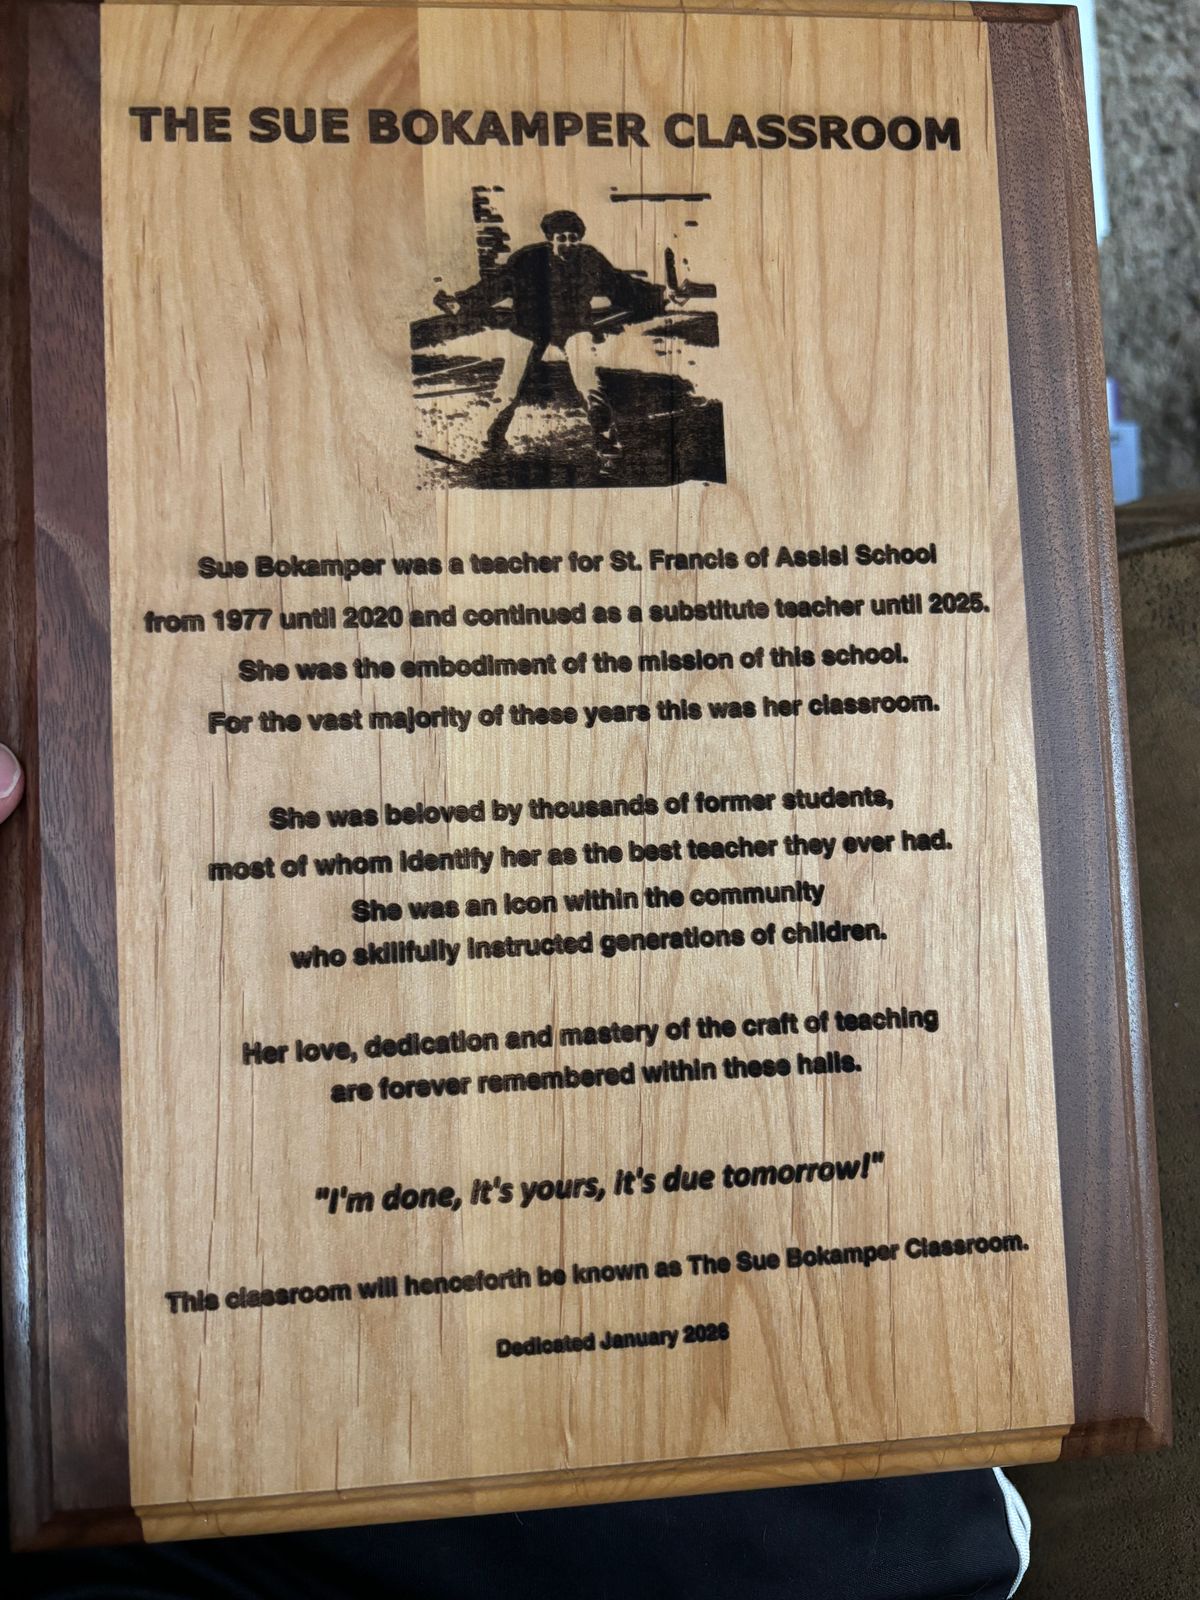 THE SUE BOKAMPER CLASSROOM
Sue Bokamper was a teacher for St. Francis of Assisi School
from 1977 until 2020 and continued as a substitute teacher until 2025.
She was the embodiment of the mission of this school.
For the vast majority of these years this was her classroom.
She was beloved by thousands of former students,
most of whom identify her as the best teacher they ever had.
She was an icon within the community
who skillfully instructed generations of children.
Her love, dedication and mastery of the craft of teaching
are forever remembered within these halls.
"I'm done, it's yours, it's due tomorrow!"
This classroom will henceforth be known as The Sue Bokamper Classroom.
Dedicated January 2026